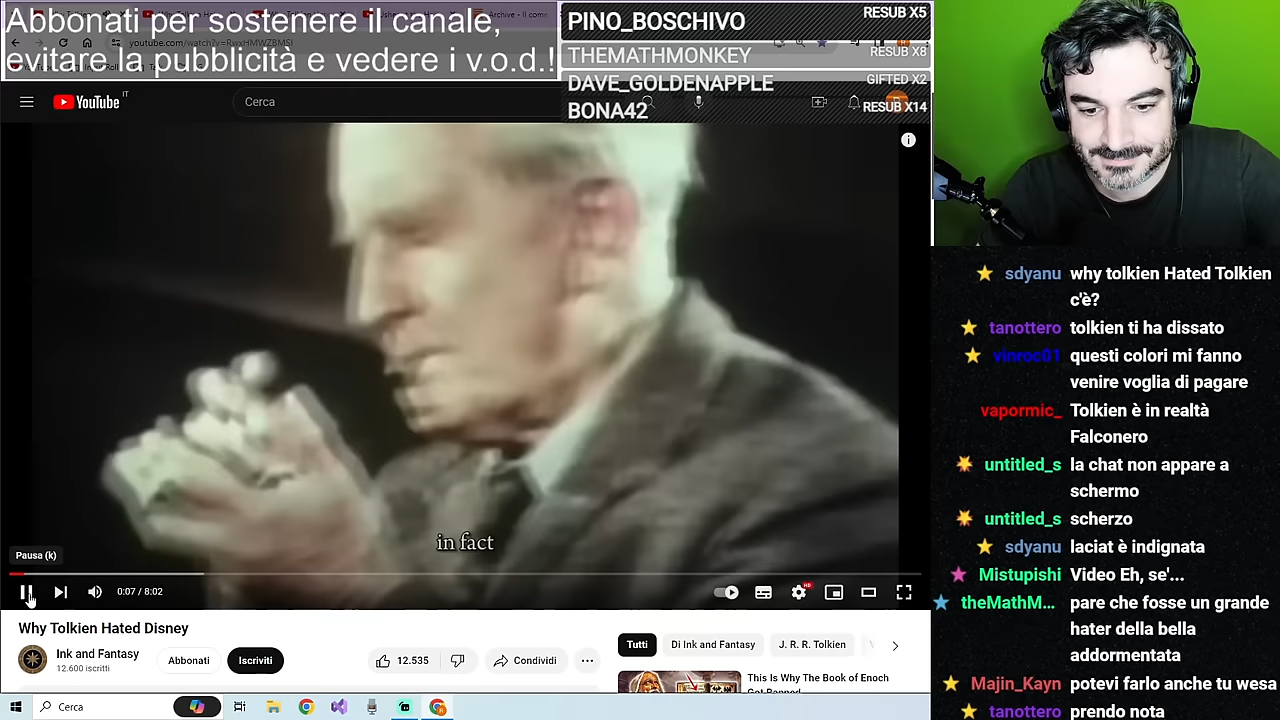 Abbonati per sostenere il canale,
evitare la pubblicità e vedere i v.o.d.!
PINO_BOSCHIVO RESUB X5
THEMATHMONKEY RESUB X8
DAVE_GOLDENAPPLE GIFTED X2
BONA42 RESUB X14
YouTube IT
Cerca
in fact
Pausa (k)
0:07 / 8:02
HD
Why Tolkien Hated Disney
Ink and Fantasy
12.600 iscritti
Abbonati
Iscriviti
12.535
Condividi
Tutti
Di Ink and Fantasy
J. R. R. Tolkien
This Is Why The Book of Enoch
Got Banned
Cerca
sdyanu why tolkien Hated Tolkien
c'è?
tanottero tolkien ti ha dissato
vinroc01 questi colori mi fanno
venire voglia di pagare
vapormic_ Tolkien è in realtà
Falconero
untitled_s la chat non appare a
schermo
untitled_s scherzo
sdyanu laciat è indignata
Mistupishi Video Eh, se'...
theMathM... pare che fosse un grande
hater della bella
addormentata
Majin_Kayn potevi farlo anche tu wesa
tanottero prendo nota